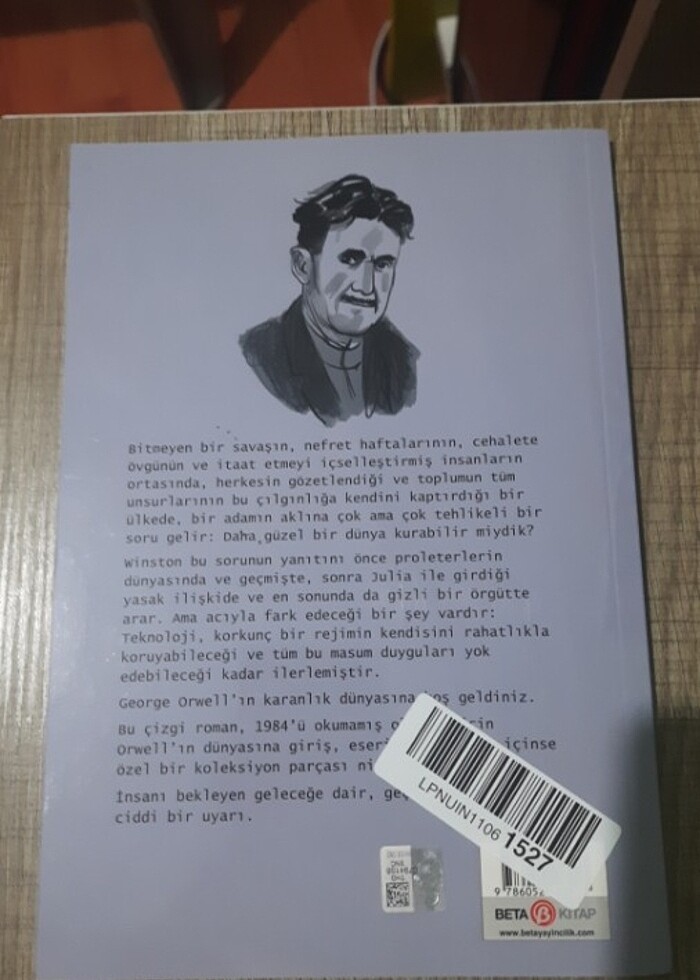 Bitmeyen bir savaşın, nefret haftalarının, cehalete
övgünün ve itaat etmeyi içselleştirmiş insanların
ortasında, herkesin gözetlendiği ve toplumun tüm
unsurlarının bu çılgınlığa kendini kaptırdığı bir
ülkede, bir adamın aklına çok ama çok tehlikeli bir
soru gelir: Daha güzel bir dünya kurabilir miydik?
Winston bu sorunun yanıtını önce proleterlerin
dünyasında ve geçmişte, sonra Julia ile girdiği
yasak ilişkide ve en sonunda da gizli bir örgütte
arar. Ama acıyla fark edeceği bir şey vardır:
Teknoloji, korkunç bir rejimin kendisini rahatlıkla
koruyabileceği ve tüm bu masum duyguları yok
edebileceği kadar ilerlemiştir.
George Orwell'ın karanlık dünyasına geldiniz.
Bu çizgi roman, 1984'ü okumamış
Orwell'ın dünyasına giriş, içinse
özel bir koleksiyon parçası
İnsanı bekleyen geleceğe dair,
ciddi bir uyarı.
LPNUIN1106 1527
9 78605
BETA KİTAP
www.betayayincilik.com